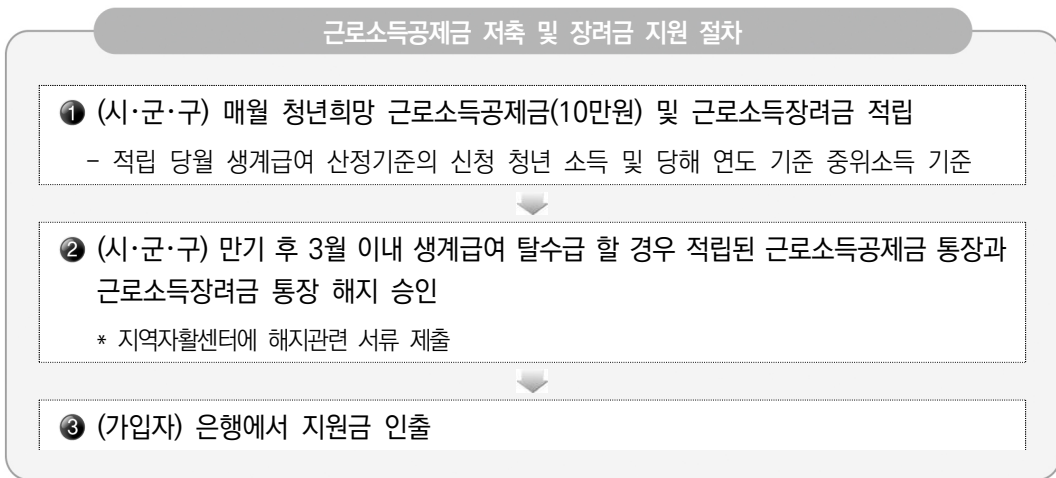 근로소득공제금 저축 및 장려금 지원 절차
❶ (시·군·구) 매월 청년희망 근로소득공제금(10만원) 및 근로소득장려금 적립
- 적립 당월 생계급여 산정기준의 신청 청년 소득 및 당해 연도 기준 중위소득 기준
❷ (시·군·구) 만기 후 3월 이내 생계급여 탈수급 할 경우 적립된 근로소득공제금 통장과
근로소득장려금 통장 해지 승인
* 지역자활센터에 해지관련 서류 제출
❸ (가입자) 은행에서 지원금 인출